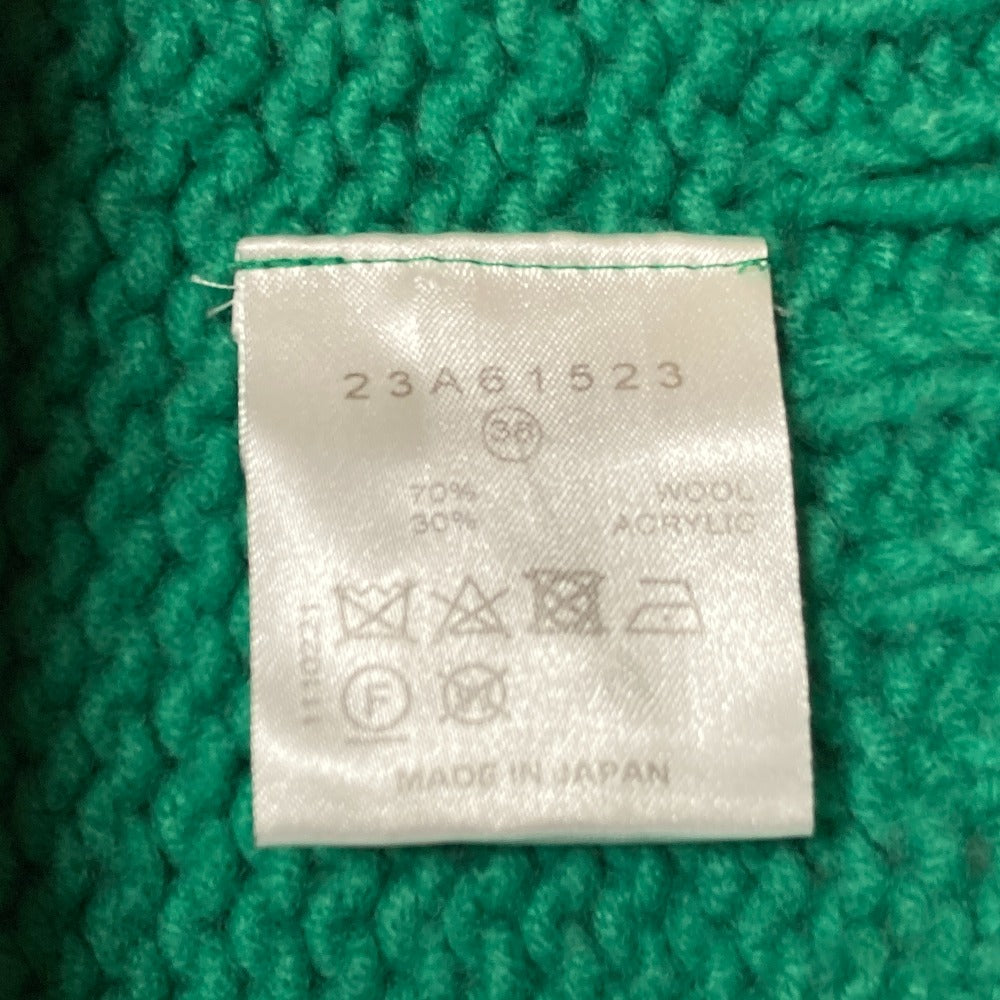 23A61523
36
70% WOOL
30% ACRYLIC
F
W
MADE IN JAPAN